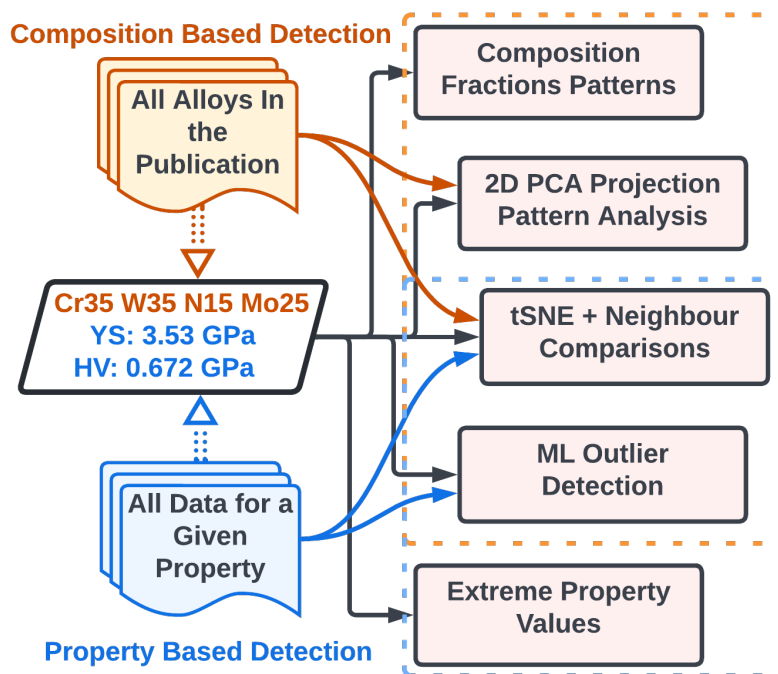 Composition Based Detection
All Alloys In
the
Publication
Cr35 W35 N15 Mo25
YS: 3.53 GPa
HV: 0.672 GPa
All Data for a
Given
Property
Property Based Detection
Composition
Fractions Patterns
2D PCA Projection
Pattern Analysis
tSNE + Neighbour
Comparisons
ML Outlier
Detection
Extreme Property
Values